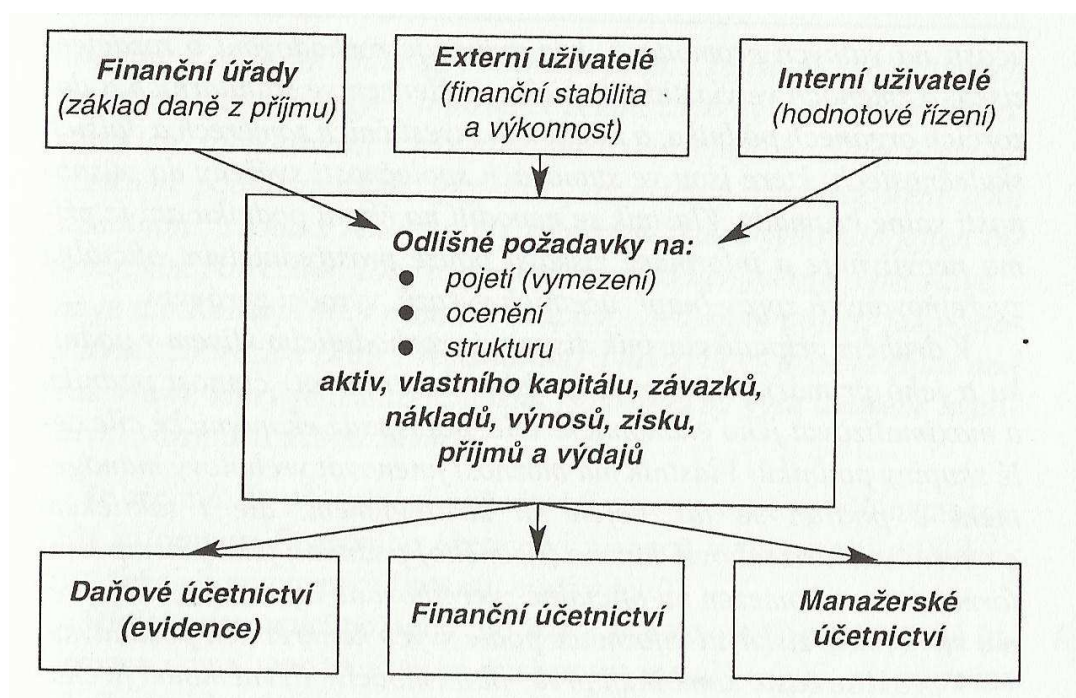 Finanční úřady
(základ daně z příjmu)
Externí uživatelé
(finanční stabilita
a výkonnost)
Interní uživatelé
(hodnotové řízení)
Odlišné požadavky na:
● pojetí (vymezení)
● ocenění
● strukturu
aktiv, vlastního kapitálu, závazků,
nákladů, výnosů, zisku,
příjmů a výdajů
Daňové účetnictví
(evidence)
Finanční účetnictví
Manažerské
účetnictví